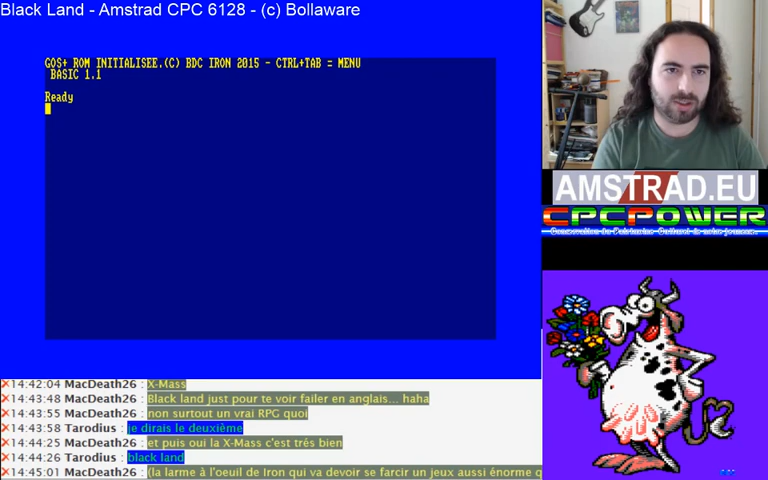 Black Land - Amstrad CPC 6128 - (c) Bollaware
GOS+ ROM INITIALISEE.(C) BDC IRON 2015 - CTRL+TAB = MENU
BASIC 1.1
Ready
AMSTRAD.EU
CPCPOWER
14:42:04 MacDeath26 : X-Mass
14:43:48 MacDeath26 : Black land just pour te voir failer en anglais... haha
14:43:55 MacDeath26 : non surtout un vrai RPG quoi
14:43:58 Tarodius : je dirais le deuxième
14:44:25 MacDeath26 : et puis oui la X-Mass c'est trés bien
14:44:26 Tarodius : black land
14:45:01 MacDeath26 : (la larme à l'oeuil de Iron qui va devoir se farcir un jeux aussi énorme q